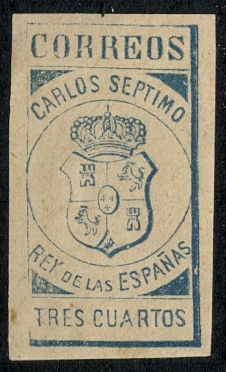 CORREOS
CARLOS SEPTIMO
REY DE LAS ESPAÑAS
TRES CUARTOS